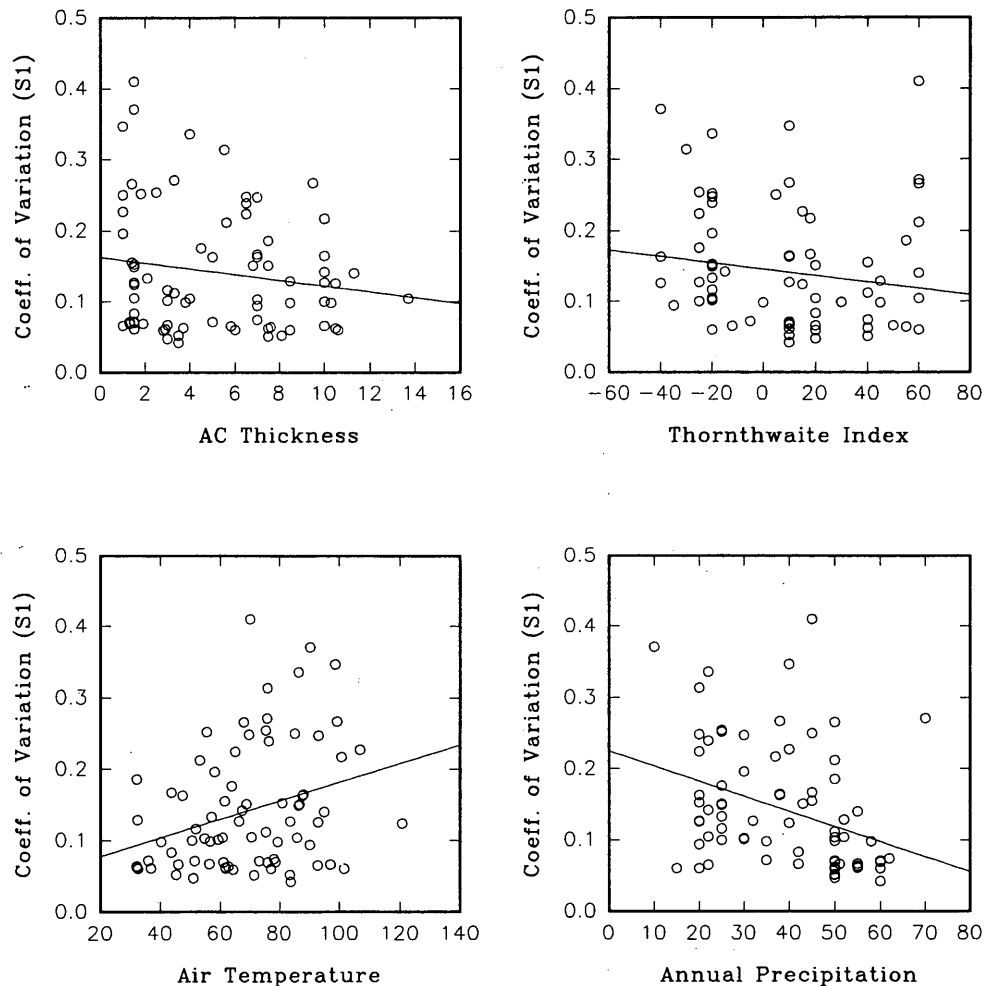 Coeff. of Variation (S1)
0.5
0.4
0.3
0.2
0.1
0.0
0 2 4 6 8 10 12 14 16
AC Thickness
Coeff. of Variation (S1)
0.5
0.4
0.3
0.2
0.1
0.0
−60 −40 −20 0 20 40 60 80
Thornthwaite Index
Coeff. of Variation (S1)
0.5
0.4
0.3
0.2
0.1
0.0
20 40 60 80 100 120 140
Air Temperature
Coeff. of Variation (S1)
0.5
0.4
0.3
0.2
0.1
0.0
0 10 20 30 40 50 60 70 80
Annual Precipitation